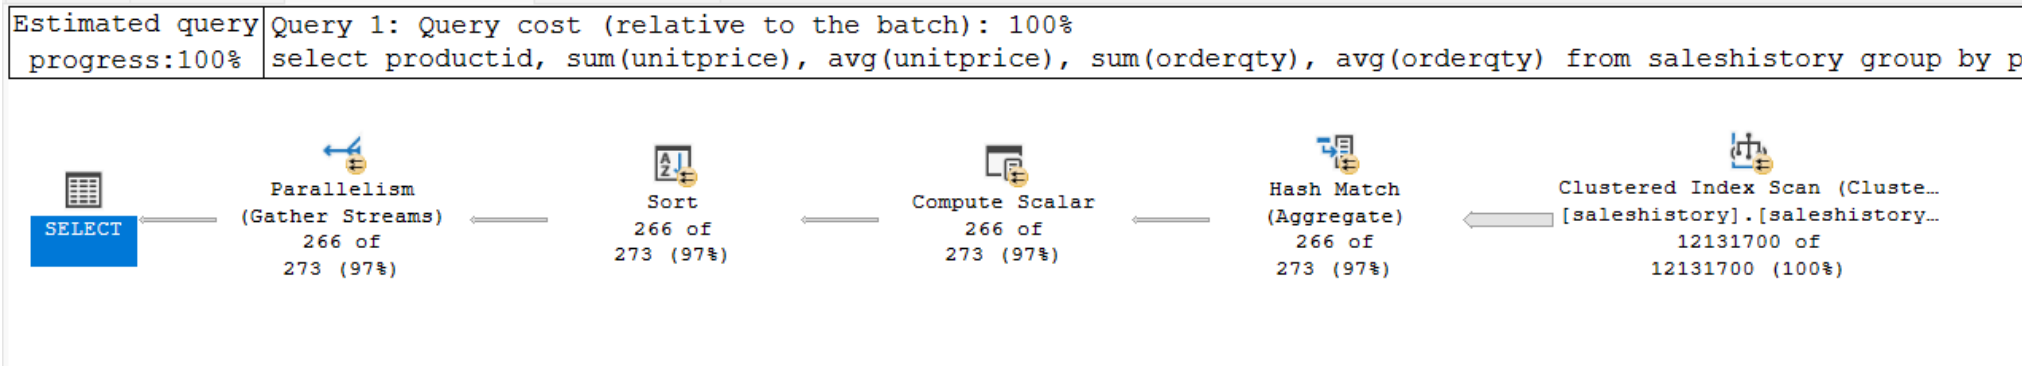 Estimated query
progress:100%
Query 1: Query cost (relative to the batch): 100%
select productid, sum(unitprice), avg(unitprice), sum(orderqty), avg(orderqty) from saleshistory group by p
SELECT
Parallelism
(Gather Streams)
266 of
273 (97%)
Sort
266 of
273 (97%)
Compute Scalar
266 of
273 (97%)
Hash Match
(Aggregate)
266 of
273 (97%)
Clustered Index Scan (Cluste…
[saleshistory].[saleshistory…
12131700 of
12131700 (100%)